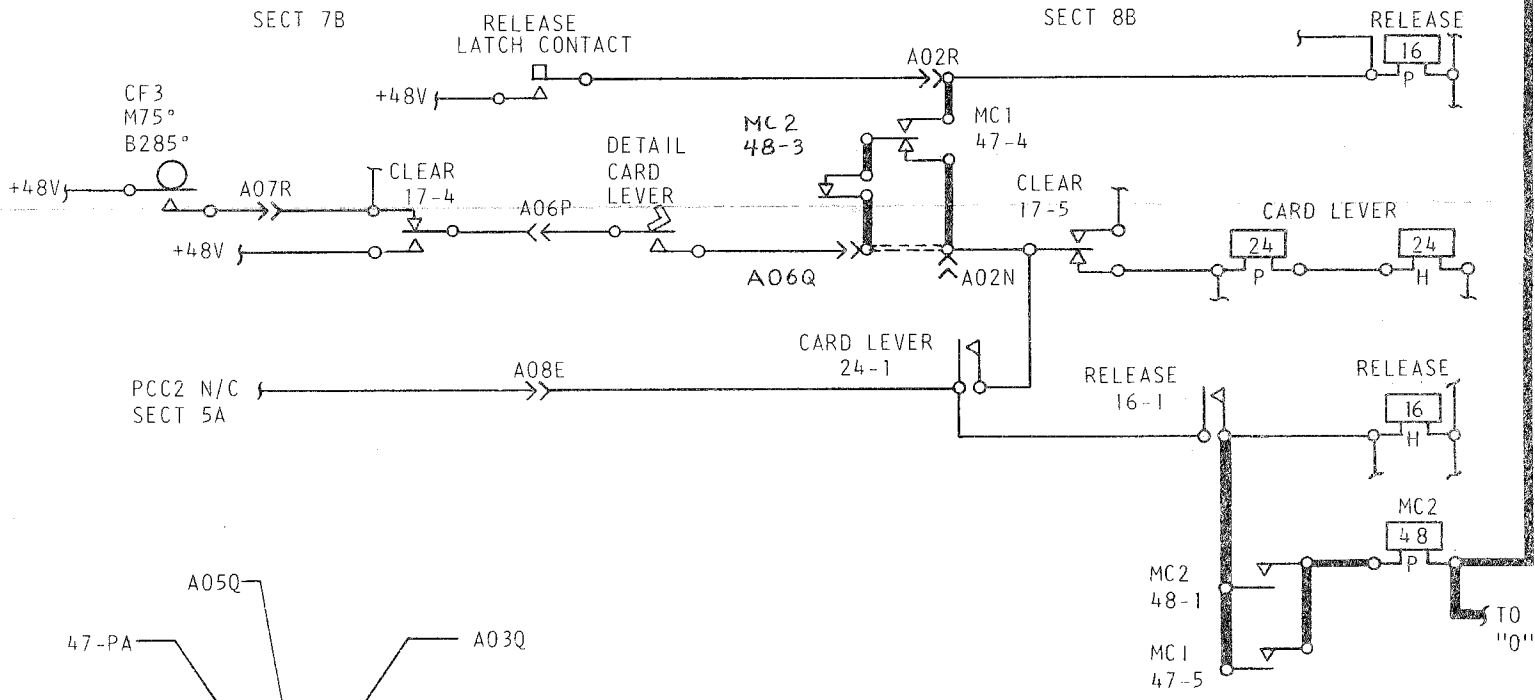 SECT 7B
SECT 8B
RELEASE
LATCH CONTACT
RELEASE
16
P
A02R
+48V
CF3
M75°
B285°
MC2
48-3
MC1
47-4
DETAIL
CARD
LEVER
CLEAR
17-4
CLEAR
17-5
+48V
A07R
A06P
CARD LEVER
24
P
24
H
+48V
A06Q
A02N
CARD LEVER
24-1
PCC2 N/C
SECT 5A
A08E
RELEASE
16-1
RELEASE
16
H
MC2
48
P
A05Q
MC2
48-1
TO
"O"
47-PA
A03Q
MC1
47-5